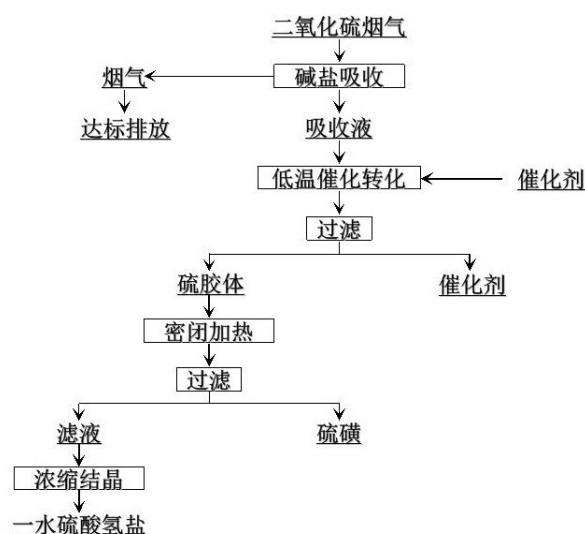 二氧化硫烟气
烟气
碱盐吸收
达标排放
吸收液
低温催化转化
催化剂
过滤
硫胶体
催化剂
密闭加热
过滤
滤液
硫磺
浓缩结晶
一水硫酸氢盐